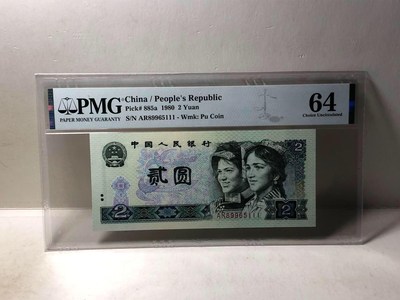 PMG
PAPER MONEY GUARANTY
China / People's Republic
Pick# 885a 1980 2 Yuan
S/N AR89965111 - Wmk: Pu Coin
64
Choice Uncirculated
中国人民银行
2
贰圆
AR89965111
2
2